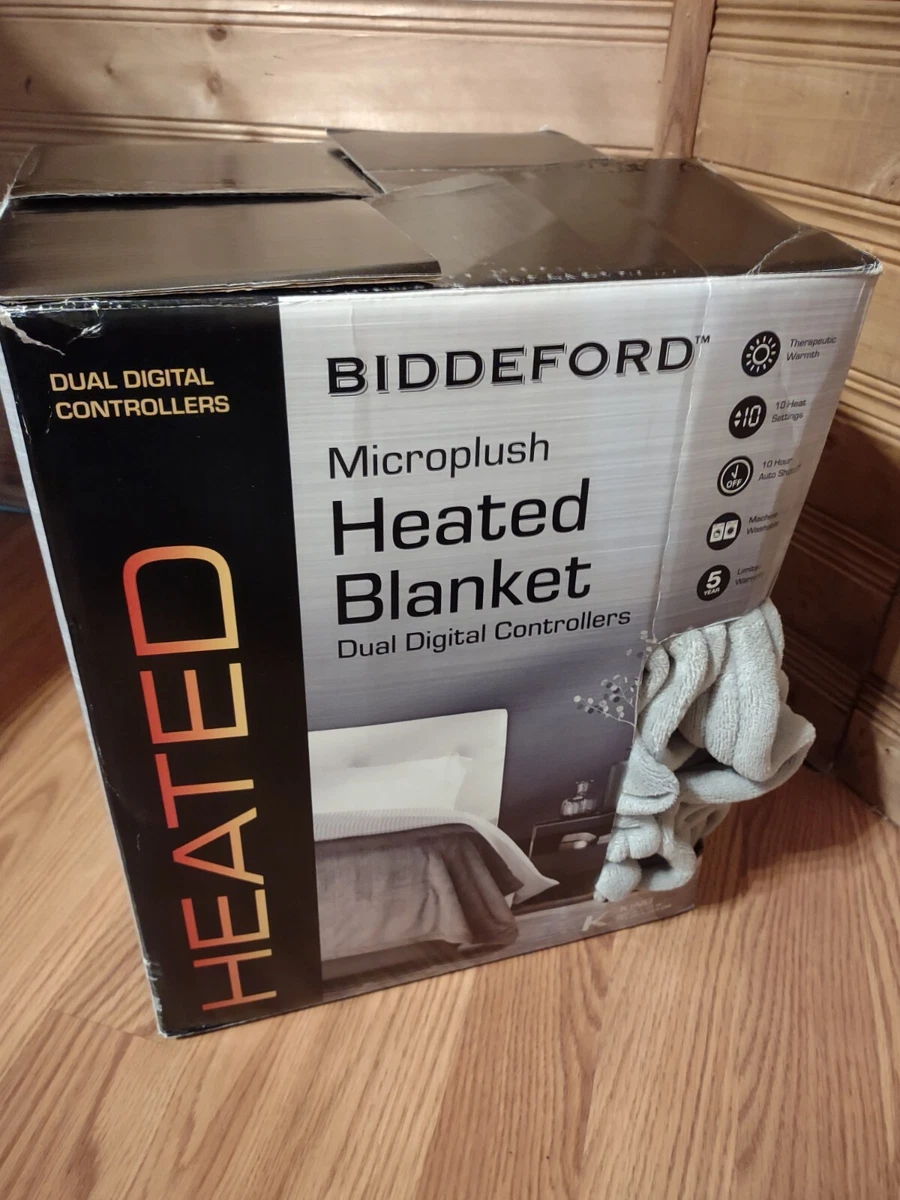 DUAL DIGITAL
CONTROLLERS
HEATED
BIDDEFORD™
Microplush
Heated
Blanket
Dual Digital Controllers
Therapeutic
Warmth
10
10 Heat
Settings
OFF
10 Hour
Auto
5
YEAR
K